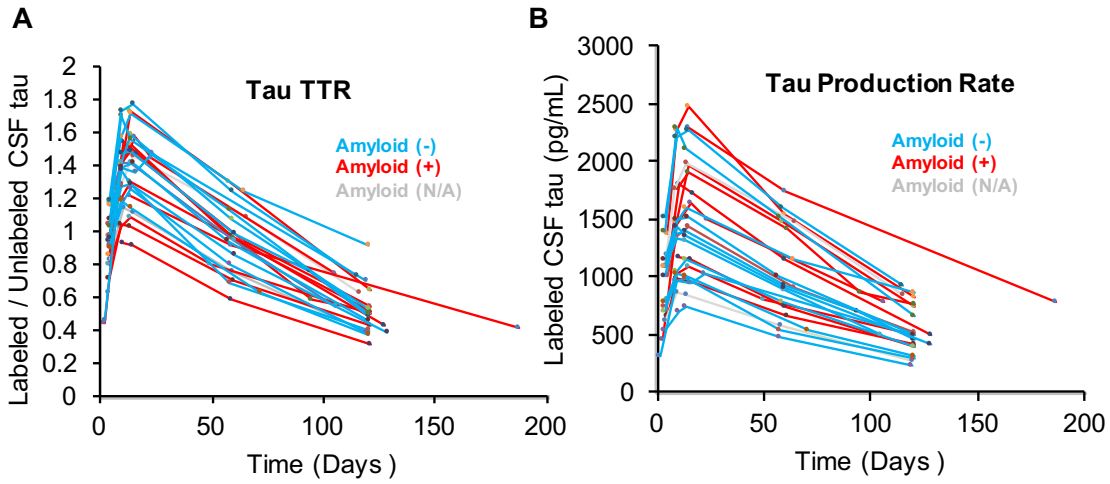 A
Tau TTR
Labeled / Unlabeled CSF tau
2
1.8
1.6
1.4
1.2
1
0.8
0.6
0.4
0.2
0
Amyloid (-)
Amyloid (+)
Amyloid (N/A)
0 50 100 150 200
Time (Days )
B
Tau Production Rate
Labeled CSF tau (pg/mL)
3000
2500
2000
1500
1000
500
0
Amyloid (-)
Amyloid (+)
Amyloid (N/A)
0 50 100 150 200
Time (Days )